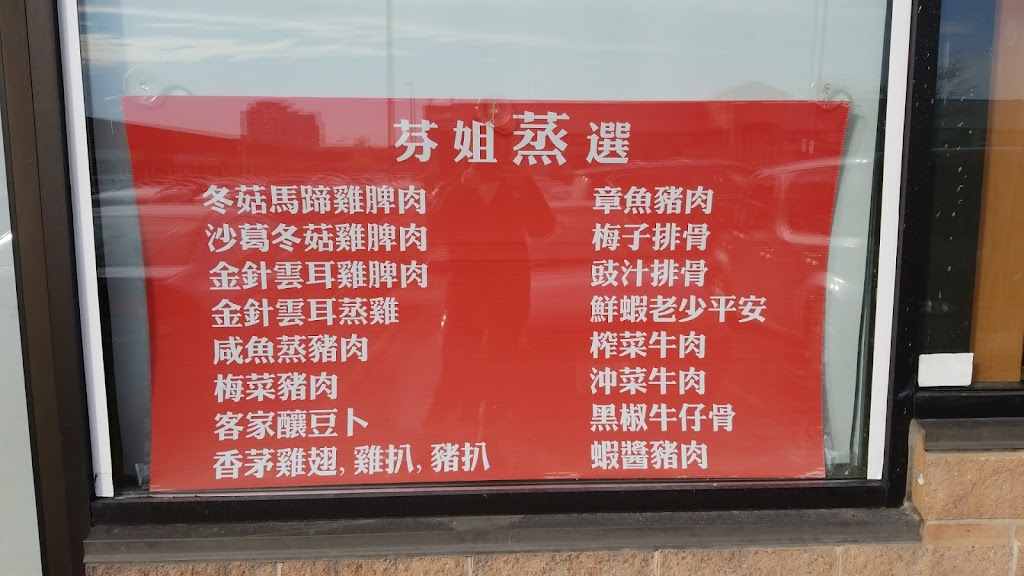 芬姐蒸選
冬菇馬蹄雞脾肉
沙葛冬菇雞脾肉
金針雲耳雞脾肉
金針雲耳蒸雞
咸魚蒸豬肉
梅菜豬肉
客家釀豆卜
香茅雞翅,雞扒,豬扒
章魚豬肉
梅子排骨
豉汁排骨
鮮蝦老少平安
榨菜牛肉
沖菜牛肉
黑椒牛仔骨
蝦醬豬肉